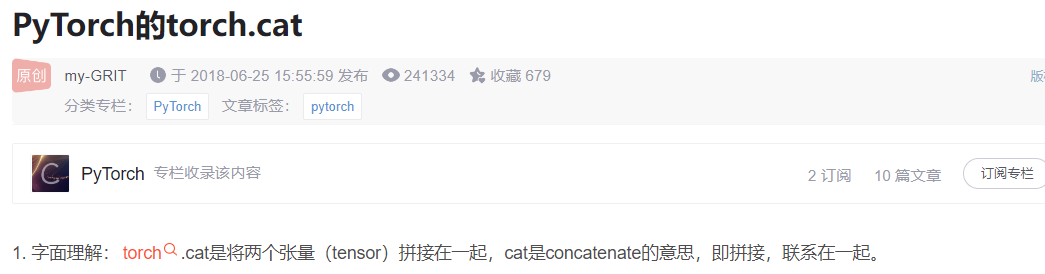 PyTorch的torch.cat
原创 my-GRIT 于 2018-06-25 15:55:59 发布 241334 收藏 679
分类专栏： PyTorch 文章标签： pytorch
PyTorch 专栏收录该内容 2 订阅 10 篇文章 订阅专栏
1. 字面理解： torch.cat是将两个张量（tensor）拼接在一起，cat是concatenate的意思，即拼接，联系在一起。